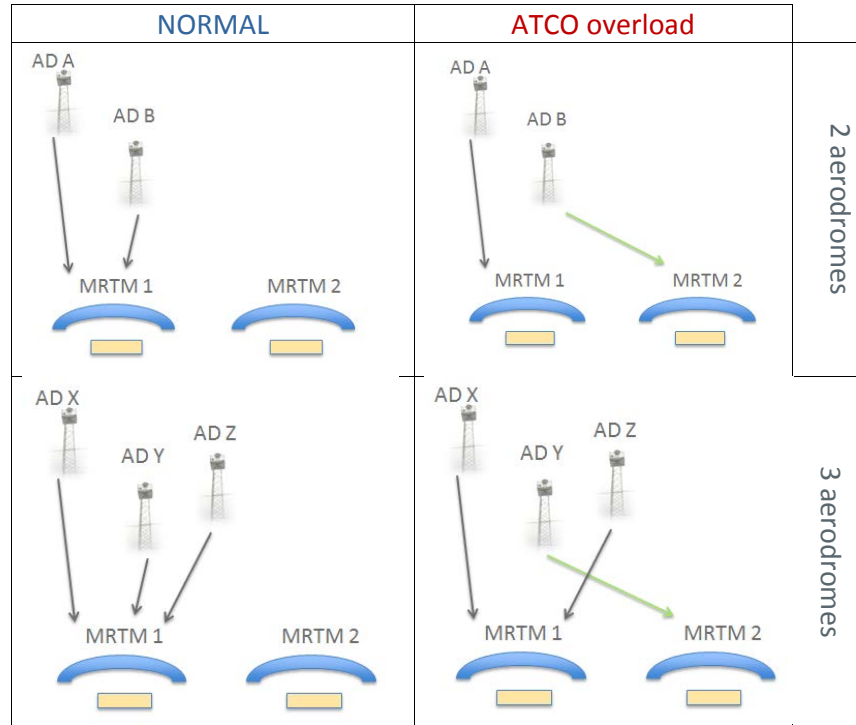 NORMAL
ATCO overload
AD A
AD B
MRTM 1
MRTM 2
AD A
AD B
MRTM 1
MRTM 2
2 aerodromes
AD X
AD Y
AD Z
MRTM 1
MRTM 2
AD X
AD Y
AD Z
MRTM 1
MRTM 2
3 aerodromes